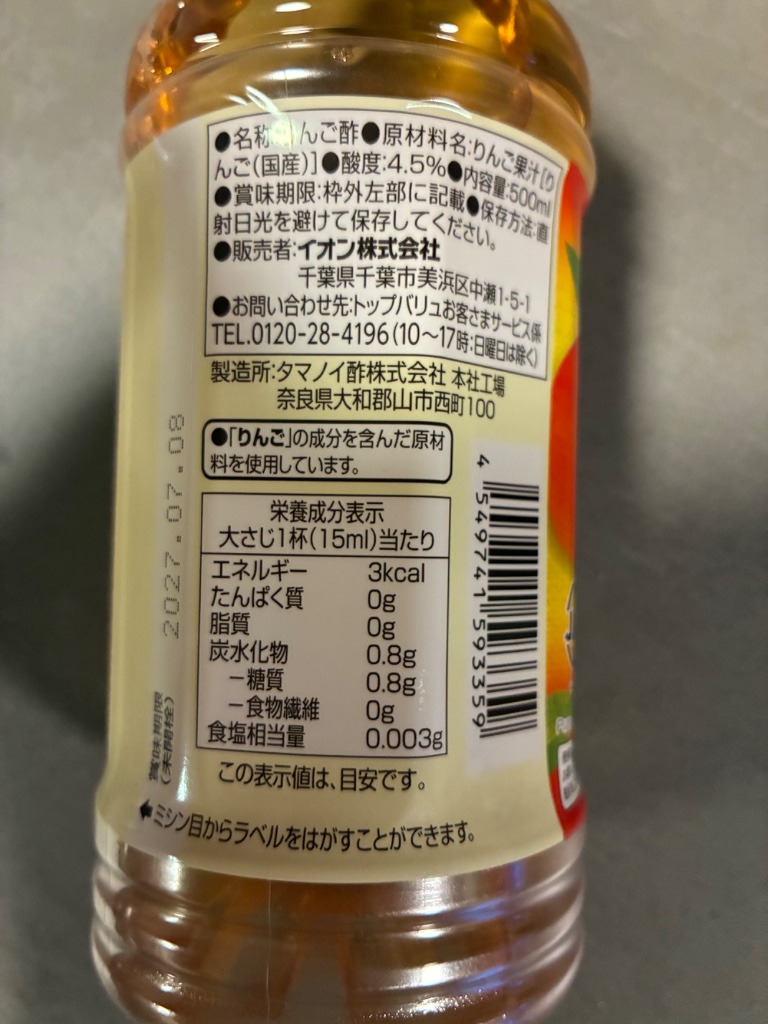 ●名称:りんご酢●原材料名:りんご果汁[り
んご(国産)]●酸度:4.5%●内容量:500ml
●賞味期限:枠外左部に記載●保存方法:直
射日光を避けて保存してください。
●販売者:イオン株式会社
千葉県千葉市美浜区中瀬1-5-1
●お問い合わせ先:トップバリュお客さまサービス係
TEL.0120-28-4196(10〜17時:日曜日は除く)
製造所:タマノイ酢株式会社 本社工場
奈良県大和郡山市西町100
●「りんご」の成分を含んだ原材
料を使用しています。
栄養成分表示
大さじ1杯(15ml)当たり
エネルギー 3kcal
たんぱく質 0g
脂質 0g
炭水化物 0.8g
－糖質 0.8g
－食物繊維 0g
食塩相当量 0.003g
この表示値は、目安です。
←ミシン目からラベルをはがすことができます。
賞味期限
(未開栓)
2027.07.08
4 549741 593359